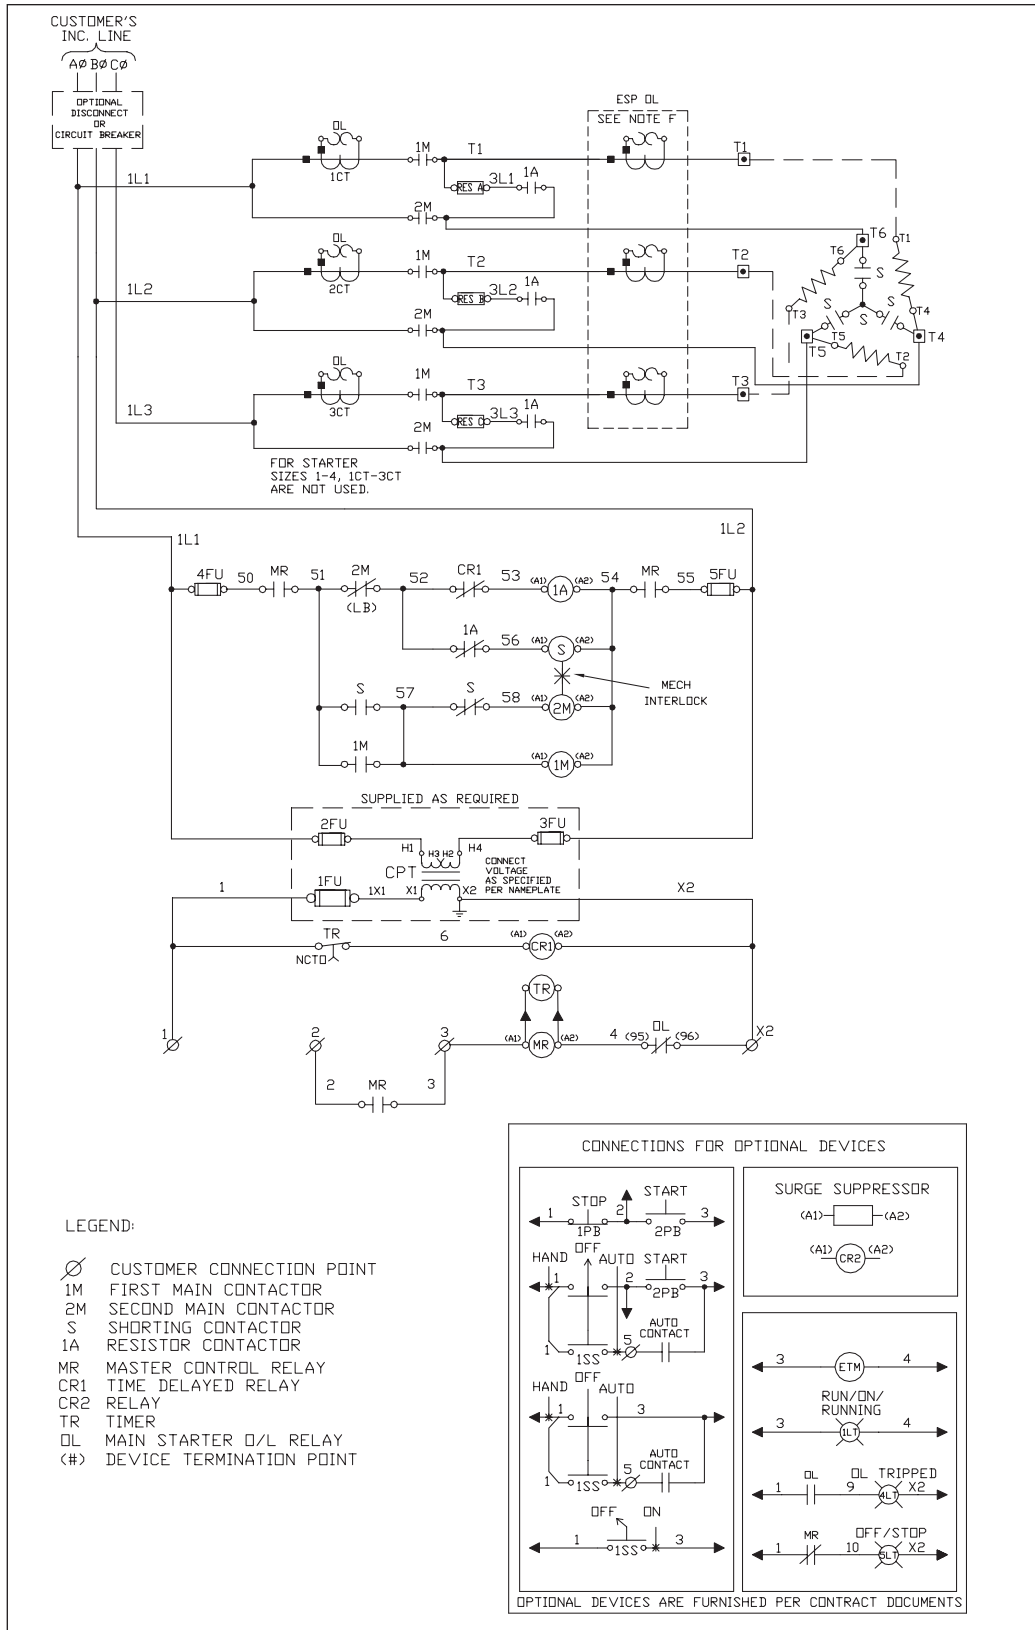 CUSTOMER'S
INC. LINE
AØ BØ CØ
OPTIONAL
DISCONNECT
OR
CIRCUIT BREAKER
ESP OL
SEE NOTE F
OL
1CT
1M
T1
RES A
3L1
1A
2M
1L1
T1
OL
2CT
1M
T2
RES B
3L2
1A
2M
1L2
T2
OL
3CT
1M
T3
RES C
3L3
1A
2M
1L3
T3
T6
T1
T6
S
T3
S
S
S
T4
T5
T5
T2
T4
FOR STARTER
SIZES 1-4, 1CT-3CT
ARE NOT USED.
1L1
1L2
4FU
50
MR
51
2M
(LB)
52
CR1
53
(A1)
1A
(A2)
54
MR
55
5FU
1A
56
(A1)
S
(A2)
MECH
INTERLOCK
S
57
S
58
(A1)
2M
(A2)
1M
(A1)
1M
(A2)
SUPPLIED AS REQUIRED
2FU
3FU
H1
H3
H2
H4
CPT
CONNECT
VOLTAGE
AS SPECIFIED
PER NAMEPLATE
1
1FU
1X1
X1
X2
X2
TR
NCTO
6
(A1)
CR1
(A2)
TR
1
2
3
(A1)
MR
(A2)
4
(95)
OL
(96)
X2
2
MR
3
LEGEND:
CUSTOMER CONNECTION POINT
1M FIRST MAIN CONTACTOR
2M SECOND MAIN CONTACTOR
S SHORTING CONTACTOR
1A RESISTOR CONTACTOR
MR MASTER CONTROL RELAY
CR1 TIME DELAYED RELAY
CR2 RELAY
TR TIMER
OL MAIN STARTER O/L RELAY
(#) DEVICE TERMINATION POINT
CONNECTIONS FOR OPTIONAL DEVICES
STOP
START
1
2
3
1PB
2PB
OFF
HAND
AUTO
START
1
2
3
2PB
AUTO
CONTACT
5
1
1SS
OFF
HAND
AUTO
1
3
AUTO
CONTACT
5
1
1SS
OFF
ON
1
1SS
3
SURGE SUPPRESSOR
(A1)
(A2)
(A1)
CR2
(A2)
3
ETM
4
RUN/ON/
RUNNING
3
1LT
4
OL
OL TRIPPED
1
9
4LT
X2
MR
OFF/STOP
1
10
5LT
X2
OPTIONAL DEVICES ARE FURNISHED PER CONTRACT DOCUMENTS